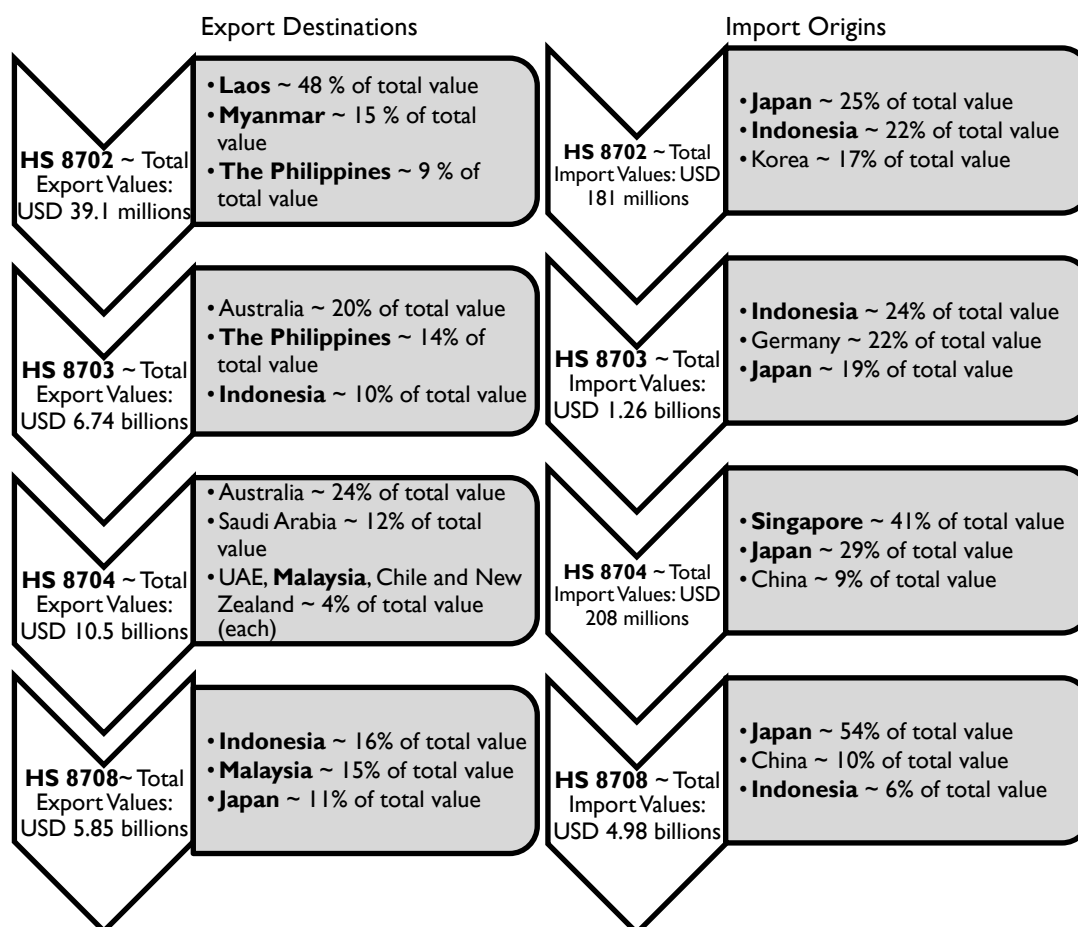 Export Destinations
HS 8702 ~ Total
Export Values:
USD 39.1 millions
• Laos ~ 48 % of total value
• Myanmar ~ 15 % of total
value
• The Philippines ~ 9 % of
total value
HS 8703 ~ Total
Export Values:
USD 6.74 billions
• Australia ~ 20% of total value
• The Philippines ~ 14% of
total value
• Indonesia ~ 10% of total value
HS 8704 ~ Total
Export Values:
USD 10.5 billions
• Australia ~ 24% of total value
• Saudi Arabia ~ 12% of total
value
• UAE, Malaysia, Chile and New
Zealand ~ 4% of total value
(each)
HS 8708~ Total
Export Values:
USD 5.85 billions
• Indonesia ~ 16% of total value
• Malaysia ~ 15% of total value
• Japan ~ 11% of total value
Import Origins
HS 8702 ~ Total
Import Values: USD
181 millions
• Japan ~ 25% of total value
• Indonesia ~ 22% of total value
• Korea ~ 17% of total value
HS 8703 ~ Total
Import Values:
USD 1.26 billions
• Indonesia ~ 24% of total value
• Germany ~ 22% of total value
• Japan ~ 19% of total value
HS 8704 ~ Total
Import Values: USD
208 millions
• Singapore ~ 41% of total value
• Japan ~ 29% of total value
• China ~ 9% of total value
HS 8708 ~ Total
Import Values:
USD 4.98 billions
• Japan ~ 54% of total value
• China ~ 10% of total value
• Indonesia ~ 6% of total value